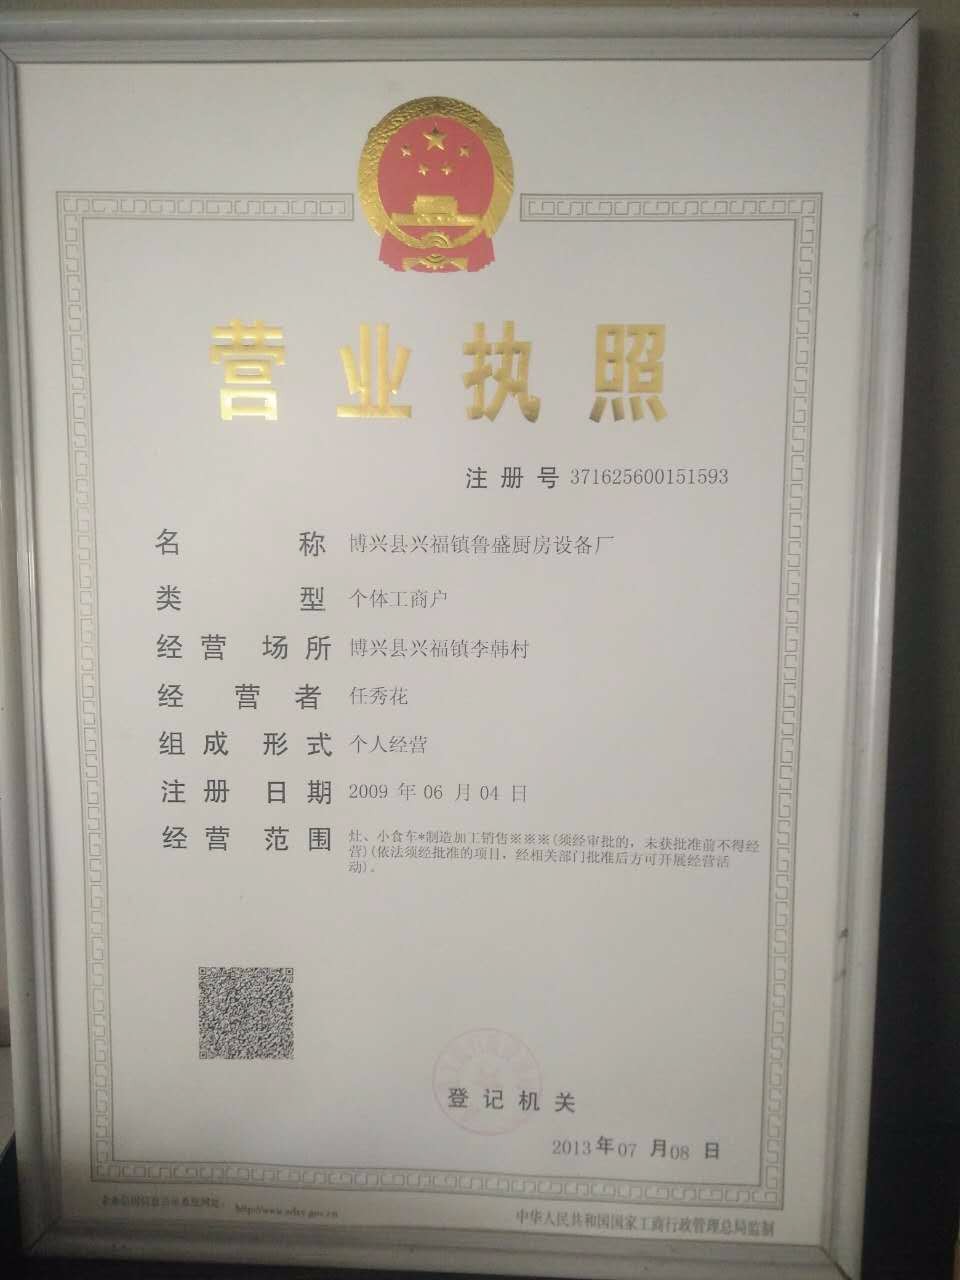 营业执照
注册号 371625600151593
名称 博兴县兴福镇鲁盛厨房设备厂
类型 个体工商户
经营场所 博兴县兴福镇李韩村
经营者 任秀花
组成形式 个人经营
注册日期 2009 年 06 月 04 日
经营范围 灶、小食车*制造加工销售※※※(须经审批的，未获批准前不得经
营)(依法须经批准的项目，经相关部门批准后方可开展经营活
动)。
登记机关
2013 年 07 月 08 日
中华人民共和国国家工商行政管理总局监制